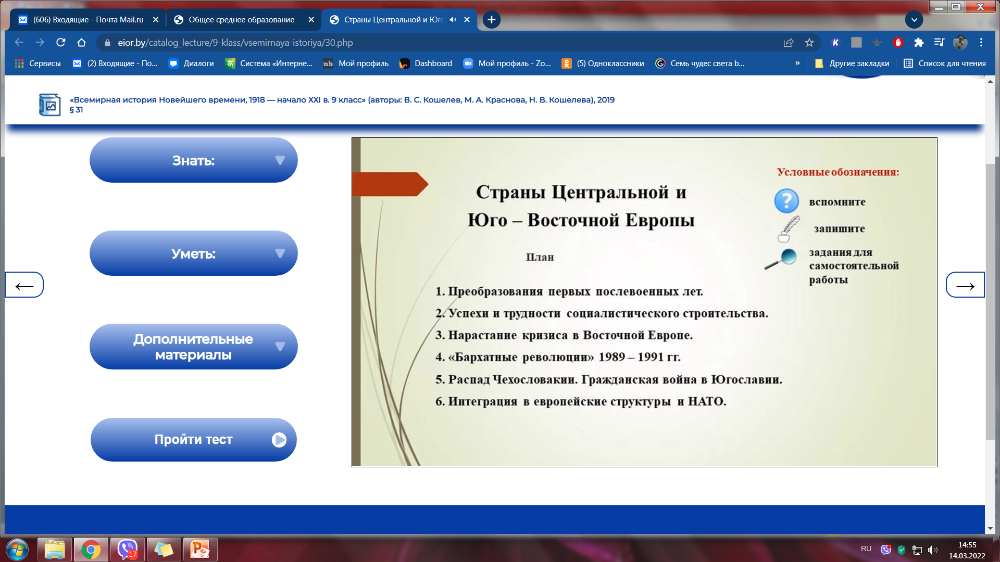 (606) Входящие - Почта Mail.ru
Общее среднее образование
Страны Центральной и Юго
eior.by/catalog_lecture/9-klass/vsemirnaya-istoriya/30.php
Сервисы
(2) Входящие - По...
Диалоги
Система «Интерне...
nb Мой профиль
Dashboard
Мой профиль - Zo...
(5) Одноклассники
Семь чудес света b...
»
Другие закладки
Список для чтения
«Всемирная история Новейшего времени, 1918 — начало XXI в. 9 класс» (авторы: В. С. Кошелев, М. А. Краснова, Н. В. Кошелева), 2019
§ 31
Знать:
Уметь:
Дополнительные
материалы
Пройти тест
←
→
Страны Центральной и
Юго – Восточной Европы
План
1. Преобразования первых послевоенных лет.
2. Успехи и трудности социалистического строительства.
3. Нарастание кризиса в Восточной Европе.
4. «Бархатные революции» 1989 – 1991 гг.
5. Распад Чехословакии. Гражданская война в Югославии.
6. Интеграция в европейские структуры и НАТО.
Условные обозначения:
? вспомните
запишите
задания для
самостоятельной
работы
17
RU
14:55
14.03.2022